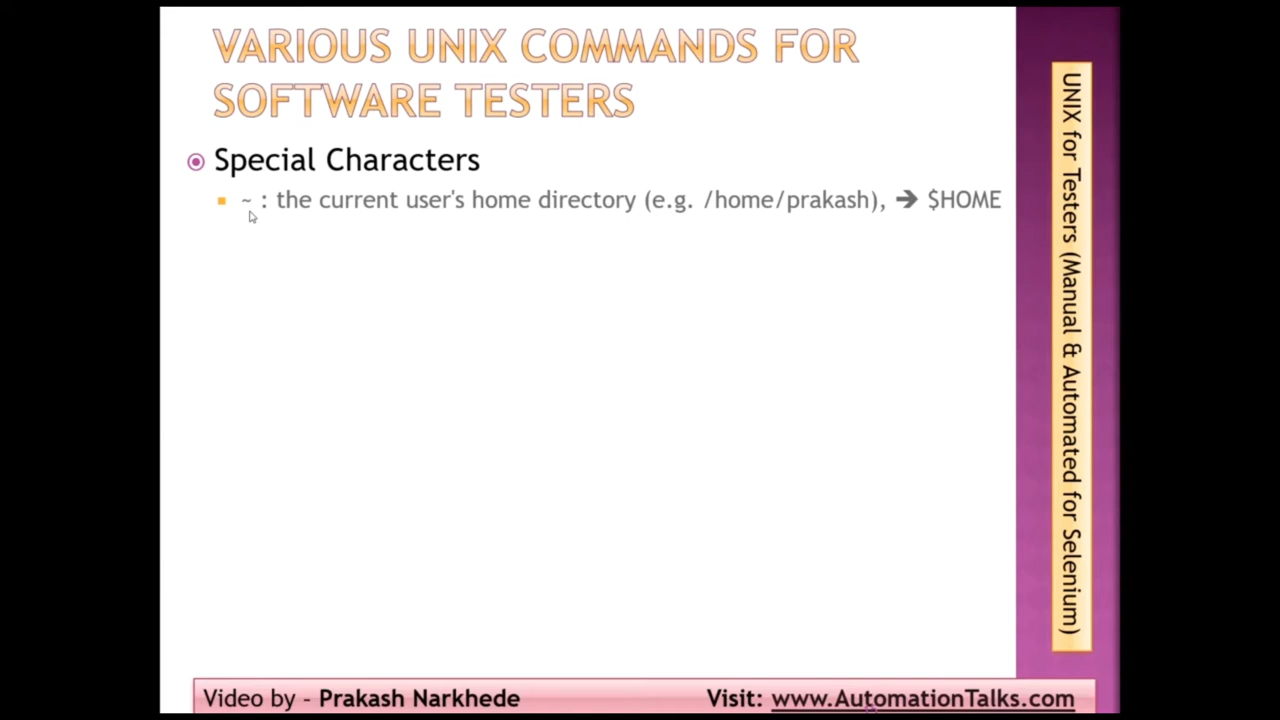 VARIOUS UNIX COMMANDS FOR
SOFTWARE TESTERS
Special Characters
~ : the current user's home directory (e.g. /home/prakash), ➔ $HOME
UNIX for Testers (Manual & Automated for Selenium)
Video by - Prakash Narkhede
Visit: www.AutomationTalks.com